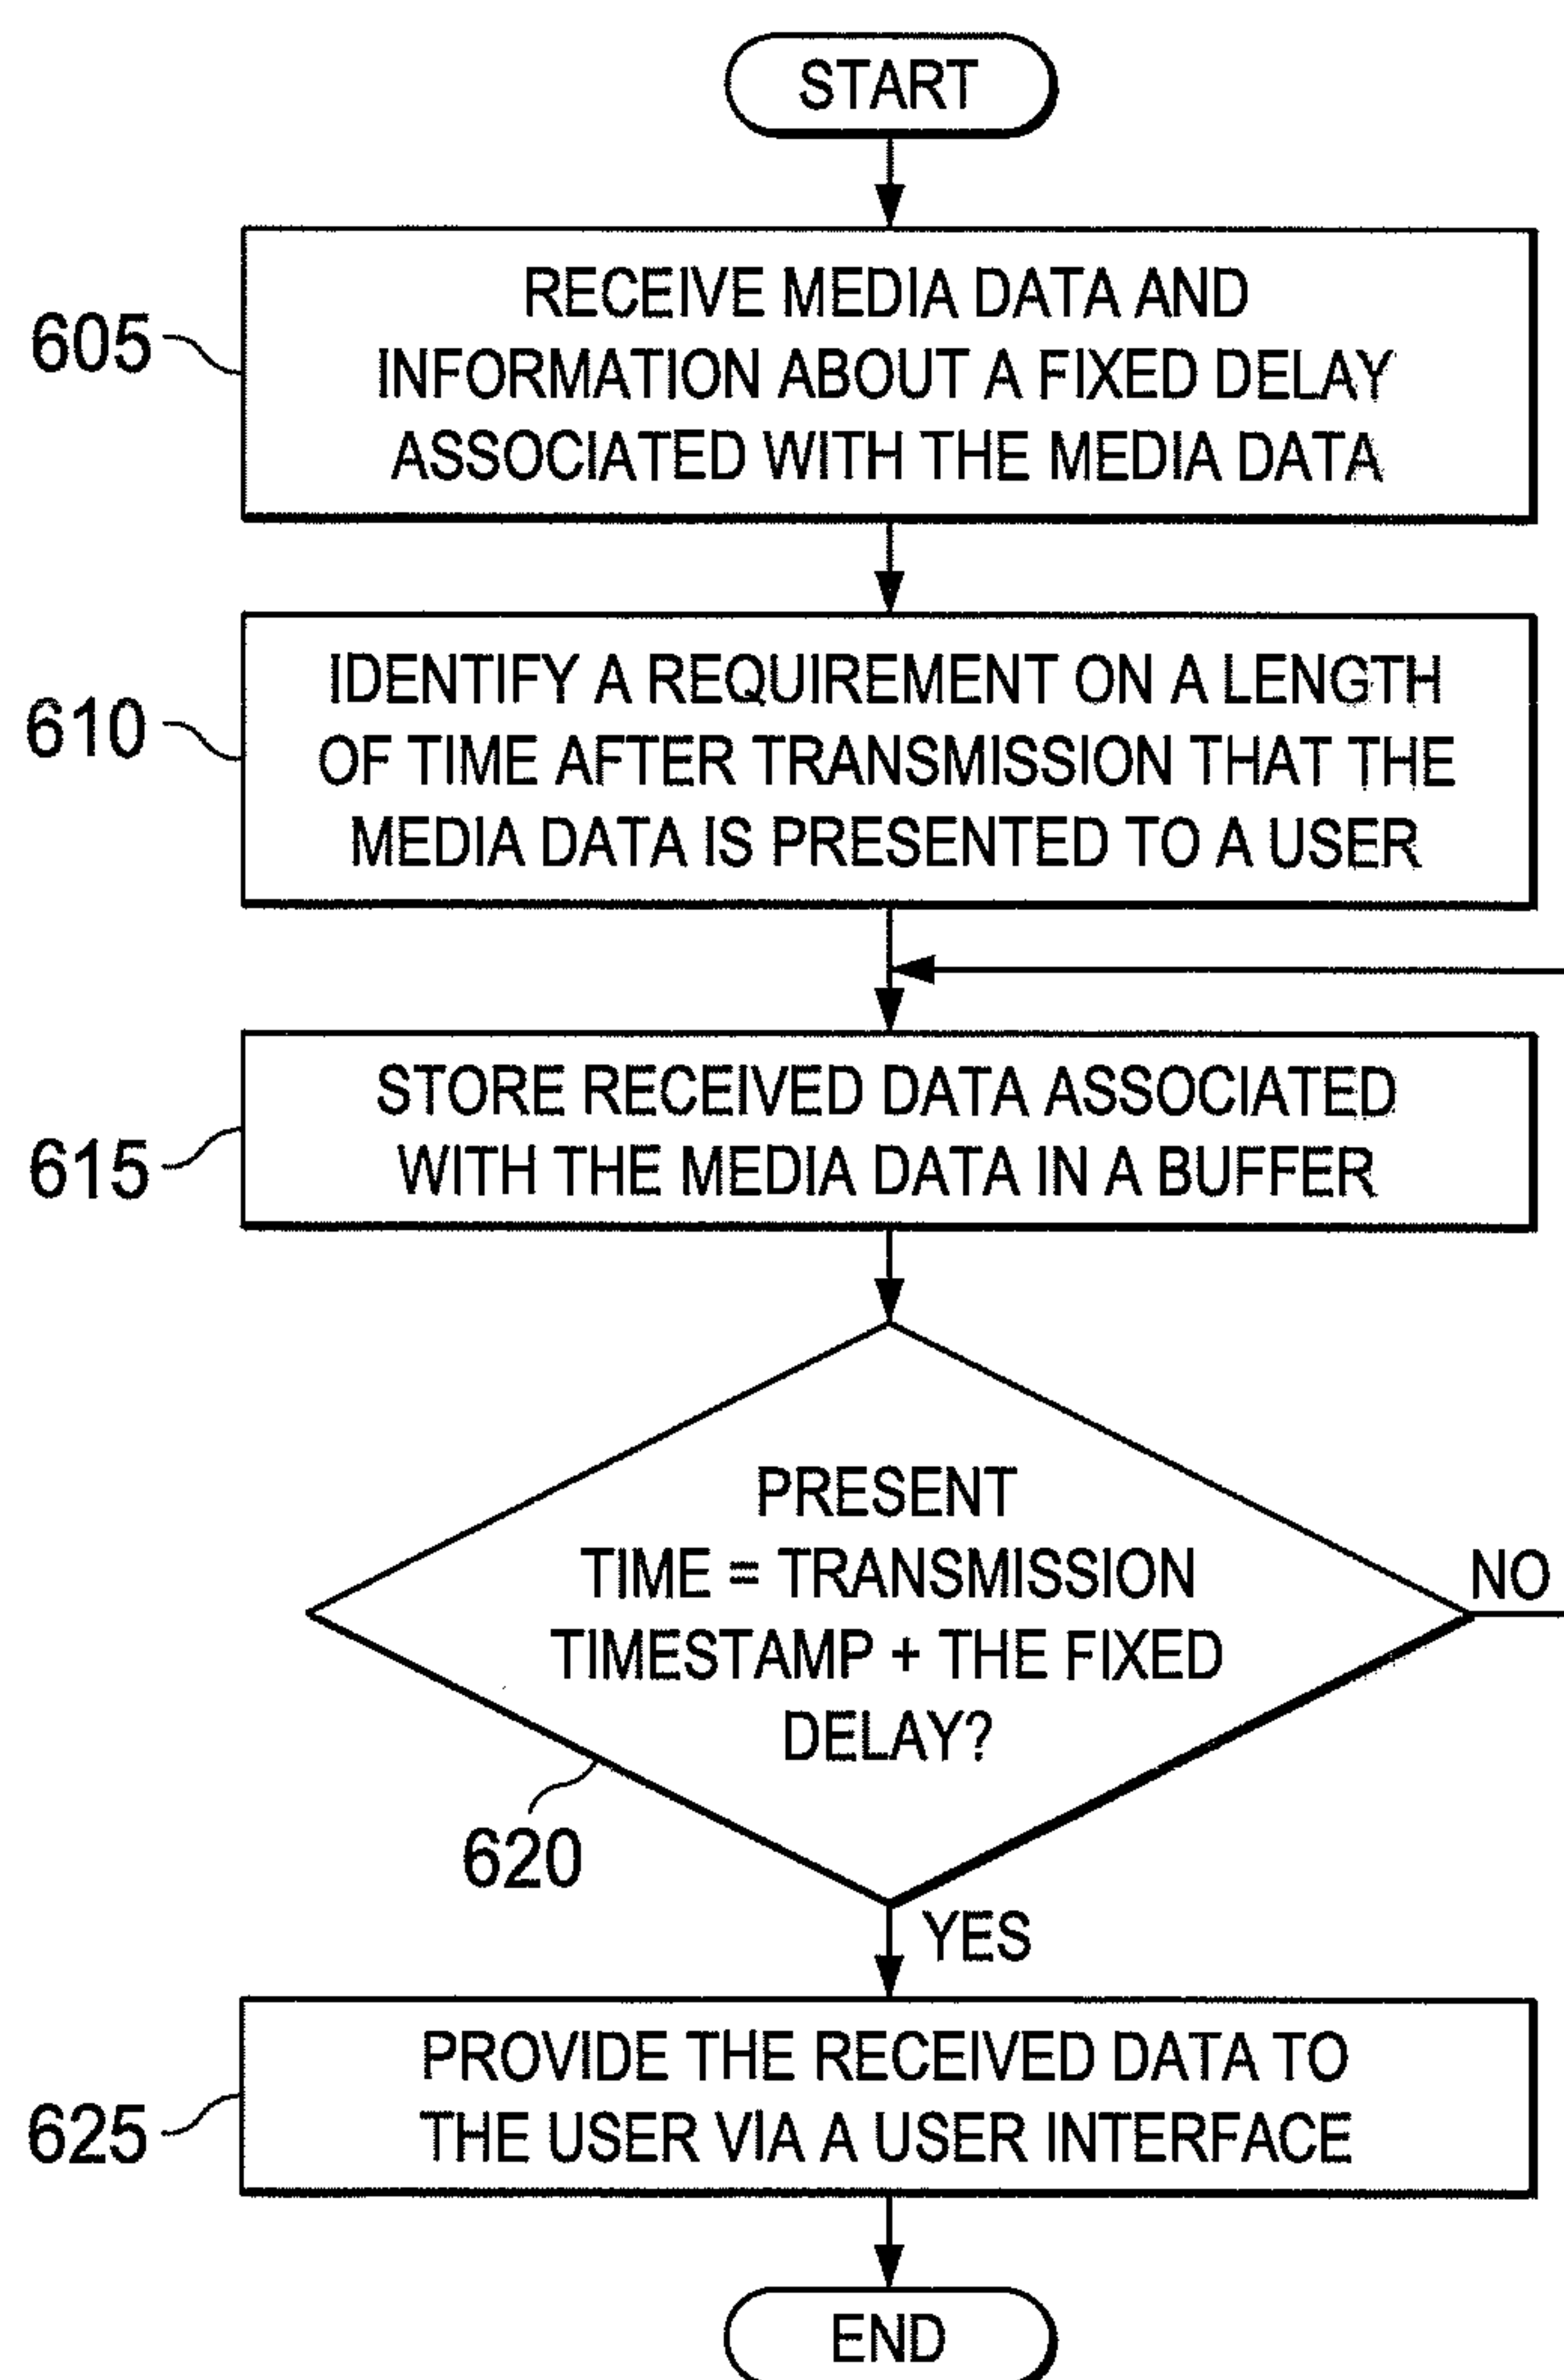 START
605
RECEIVE MEDIA DATA AND
INFORMATION ABOUT A FIXED DELAY
ASSOCIATED WITH THE MEDIA DATA
610
IDENTIFY A REQUIREMENT ON A LENGTH
OF TIME AFTER TRANSMISSION THAT THE
MEDIA DATA IS PRESENTED TO A USER
615
STORE RECEIVED DATA ASSOCIATED
WITH THE MEDIA DATA IN A BUFFER
PRESENT
TIME = TRANSMISSION
TIMESTAMP + THE FIXED
DELAY?
NO
620
YES
625
PROVIDE THE RECEIVED DATA TO
THE USER VIA A USER INTERFACE
END